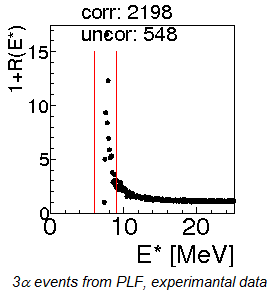 corr: 2198
uncor: 548
1+R(E*)
15
10
5
0
0
10
20
E* [MeV]
3α events from PLF, experimantal data